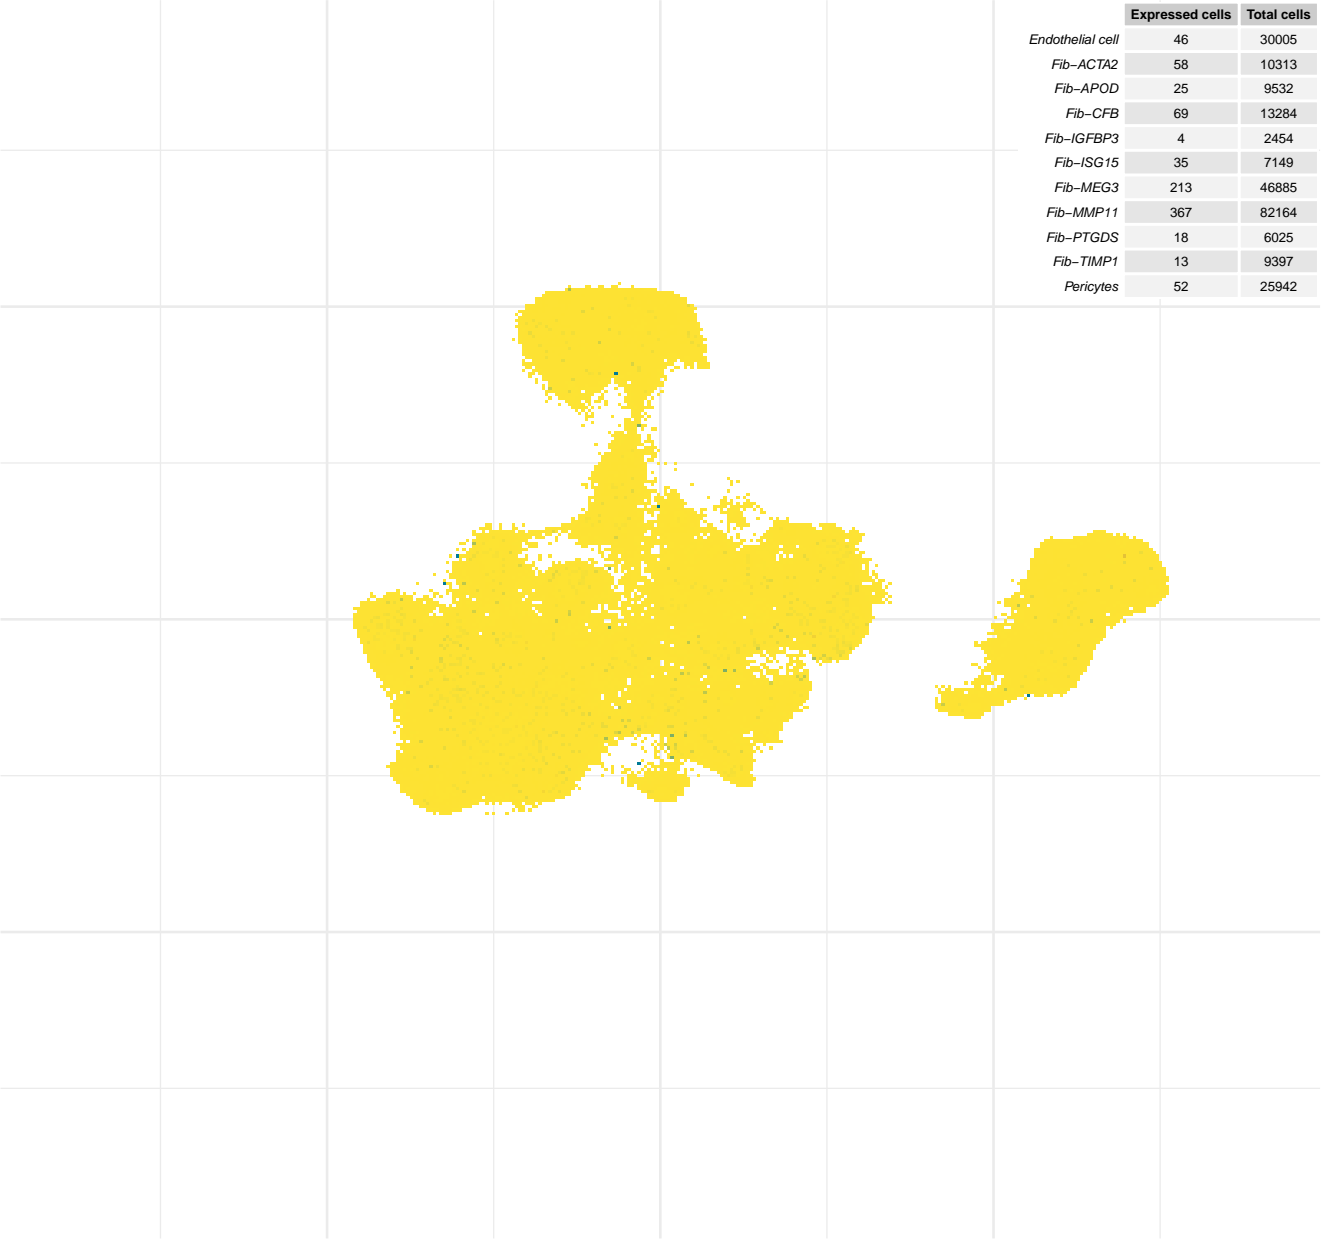 Expressed cells Total cells
Endothelial cell 46 30005
Fib−ACTA2 58 10313
Fib−APOD 25 9532
Fib−CFB 69 13284
Fib−IGFBP3 4 2454
Fib−ISG15 35 7149
Fib−MEG3 213 46885
Fib−MMP11 367 82164
Fib−PTGDS 18 6025
Fib−TIMP1 13 9397
Pericytes 52 25942